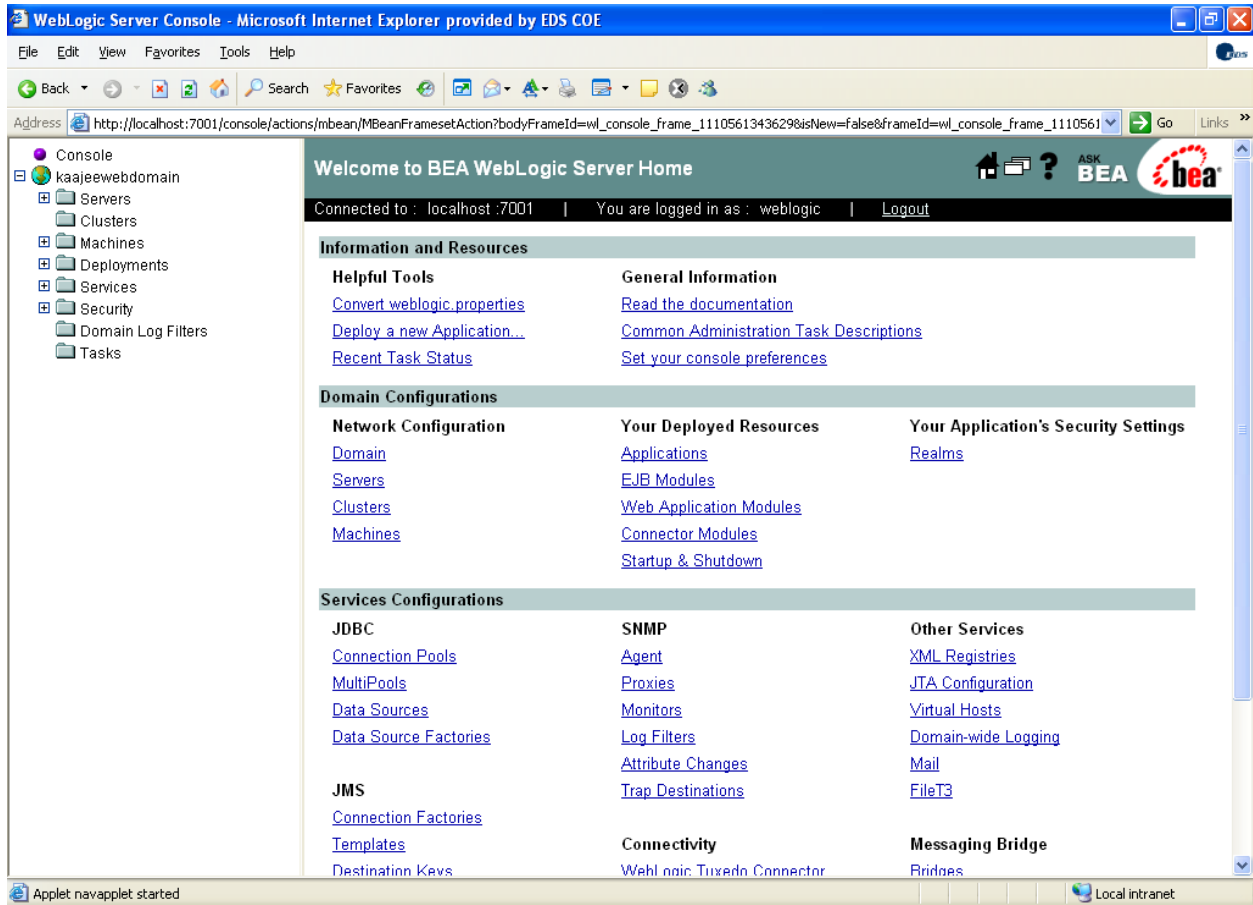 WebLogic Server Console - Microsoft Internet Explorer provided by EDS COE
File Edit View Favorites Tools Help
EDS
Back Search Favorites
Address http://localhost:7001/console/actions/mbean/MBeanFramesetAction?bodyFrameId=wl_console_frame_1110561343629&isNew=false&frameId=wl_console_frame_1110561 Go Links »
Console
kaajeewebdomain
Servers
Clusters
Machines
Deployments
Services
Security
Domain Log Filters
Tasks
Welcome to BEA WebLogic Server Home
? ASK BEA bea
Connected to : localhost :7001 | You are logged in as : weblogic | Logout
Information and Resources
Helpful Tools General Information
Convert weblogic.properties Read the documentation
Deploy a new Application... Common Administration Task Descriptions
Recent Task Status Set your console preferences
Domain Configurations
Network Configuration Your Deployed Resources Your Application's Security Settings
Domain Applications Realms
Servers EJB Modules
Clusters Web Application Modules
Machines Connector Modules
Startup & Shutdown
Services Configurations
JDBC SNMP Other Services
Connection Pools Agent XML Registries
MultiPools Proxies JTA Configuration
Data Sources Monitors Virtual Hosts
Data Source Factories Log Filters Domain-wide Logging
Attribute Changes Mail
JMS Trap Destinations FileT3
Connection Factories
Templates Connectivity Messaging Bridge
Destination Keys WebLogic Tuxedo Connector Bridges
Applet navapplet started Local intranet